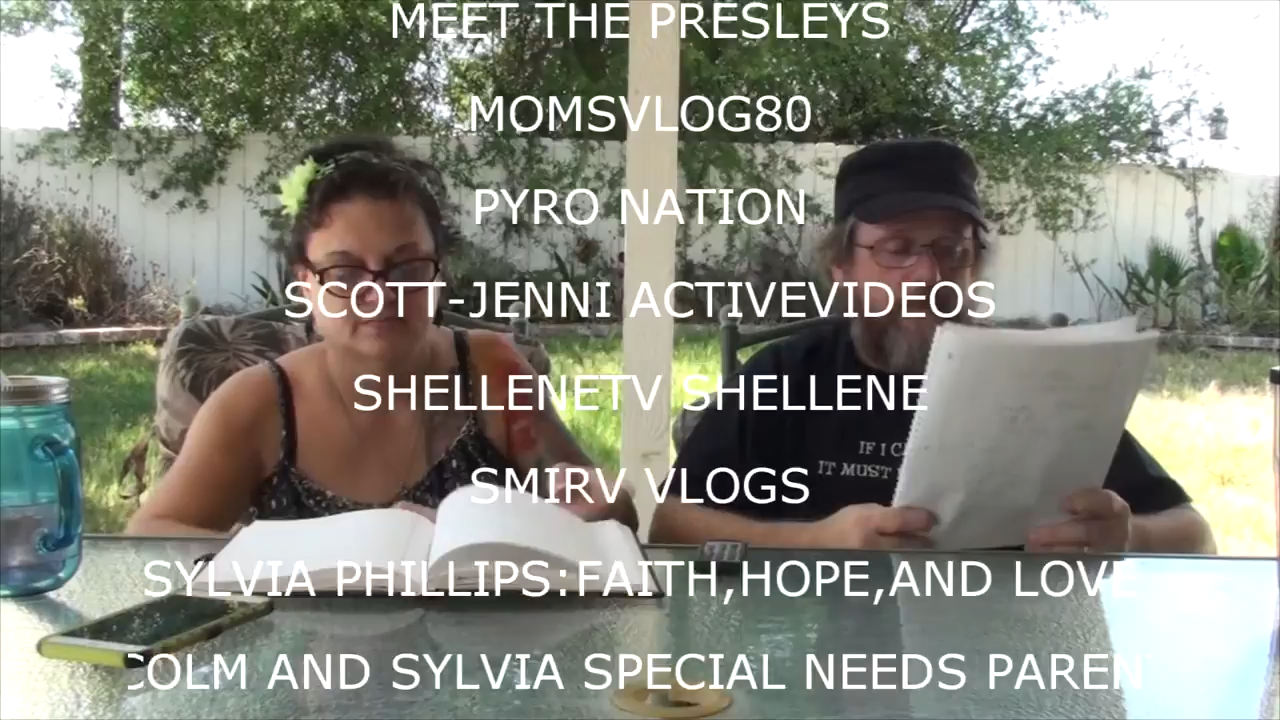 MEET THE PRESLEYS
MOMSVLOG80
PYRO NATION
SCOTT-JENNI ACTIVEVIDEOS
SHELLENETV SHELLENE
IF I
IT MUST
SMIRV VLOGS
SYLVIA PHILLIPS:FAITH,HOPE,AND LOVE
AND SYLVIA SPECIAL NEEDS